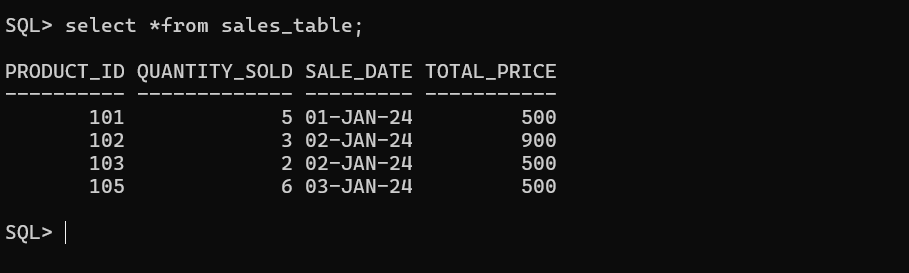 SQL> select *from sales_table;
PRODUCT_ID QUANTITY_SOLD SALE_DATE TOTAL_PRICE
---------- ------------- --------- -----------
101 5 01-JAN-24 500
102 3 02-JAN-24 900
103 2 02-JAN-24 500
105 6 03-JAN-24 500
SQL>